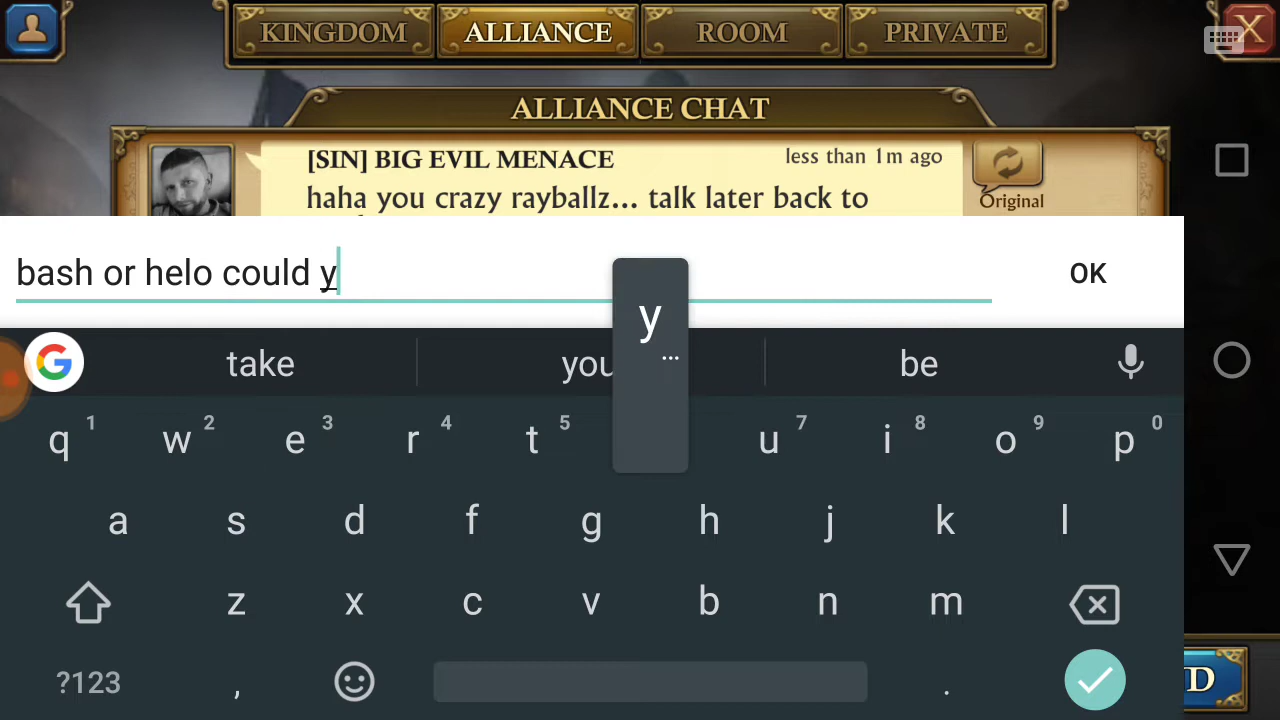 KINGDOM ALLIANCE ROOM PRIVATE X
ALLIANCE CHAT
[SIN] BIG EVIL MENACE less than 1m ago
haha you crazy rayballz... talk later back to
Original
bash or helo could y OK
y
...
G take you be
q 1 w 2 e 3 r 4 t 5 u 7 i 8 o 9 p 0
a s d f g h j k l
z x c v b n m
?123 , . D